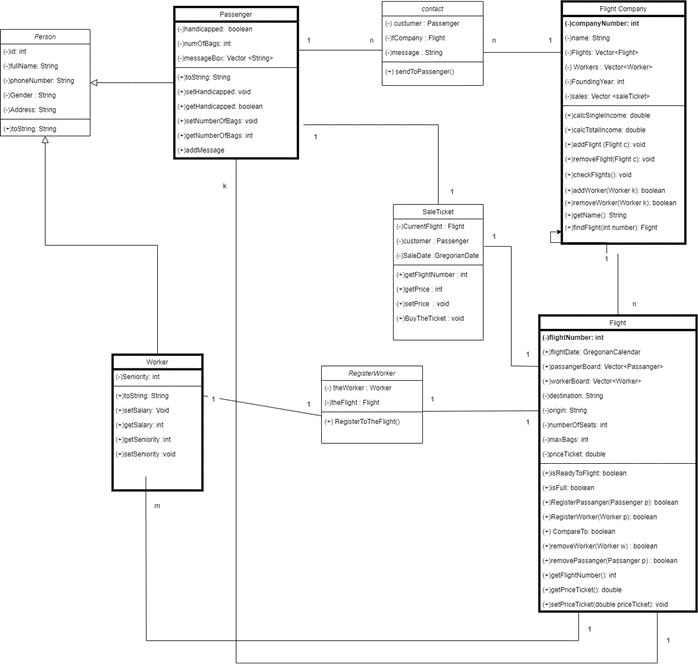 Person
(-)id: int
(-)fullName: String
(-)phoneNumber: String
(-)Gender : String
(-)Address: String
(+)toString: String
Passenger
(-)handicapped: boolean
(-)numOfBags: int
(-)messageBox: Vector <String>
(+)toString: String
(+)setHandicapped: void
(+)getHandicapped: boolean
(+)setNumberOfBags: void
(+)getNumberOfBags: int
(+)addMessage
1
n
contact
(-) custumer : Passenger
(-)fCompany : Flight
(-)message : String
(+) sendToPassenger()
n
1
Flight Company
(-)companyNumber: int
(-)name: String
(-)Flights: Vector<Flight>
(-) Workers : Vector<Worker>
(-)FoundingYear: int
(-)sales: Vector <saleTicket>
(+)calcSingleIncome: double
(+)calcTotalIncome: double
(+)addFlight (Flight c): void
(+)removeFlight(Flight c): void
(+)checkFlights(): void
(+)addWorker(Worker k): boolean
(+)removeWorker(Worker k): boolean
(+)getName(): String
(+)findFlight(int number): Flight
1
1
k
SaleTicket
(-)CurrentFlight : Flight
(-)customer : Passenger
(-)SaleDate :GregorianDate
(+)getFlightNumber : int
(+)getPrice : int
(+)setPrice : void
(+)BuyTheTicket : void
1
1
1
n
Flight
(-)flightNumber: int
(+)flightDate: GregorianCalendar
(+)passangerBoard: Vector<Passanger>
(+)workerBoard: Vector<Worker>
(-)destination: String
(-)origin: String
(-)numberOfSeats: int
(-)maxBags: int
(-)priceTicket: double
(+)isReadyToFlight: boolean
(+)isFull: boolean
(+)RegisterPassanger(Passenger p): boolean
(+)RegisterWorker(Worker p): boolean
(+) CompareTo: boolean
(+)removeWorker(Worker w) : boolean
(+)removePassanger(Passanger p) : boolean
(+)getFlightNumber(): int
(+)getPriceTicket(): double
(+)setPriceTicket(double priceTicket): void
Worker
(-)Seniority: int
(+)toString: String
(+)setSalary: Void
(+)getSalary: int
(+)getSeniority :int
(+)setSeniority :void
1
1
RegisterWorker
(-) theWorker : Worker
(-)theFlight : Flight
(+) RegisterToTheFlight()
1
1
m
1
1